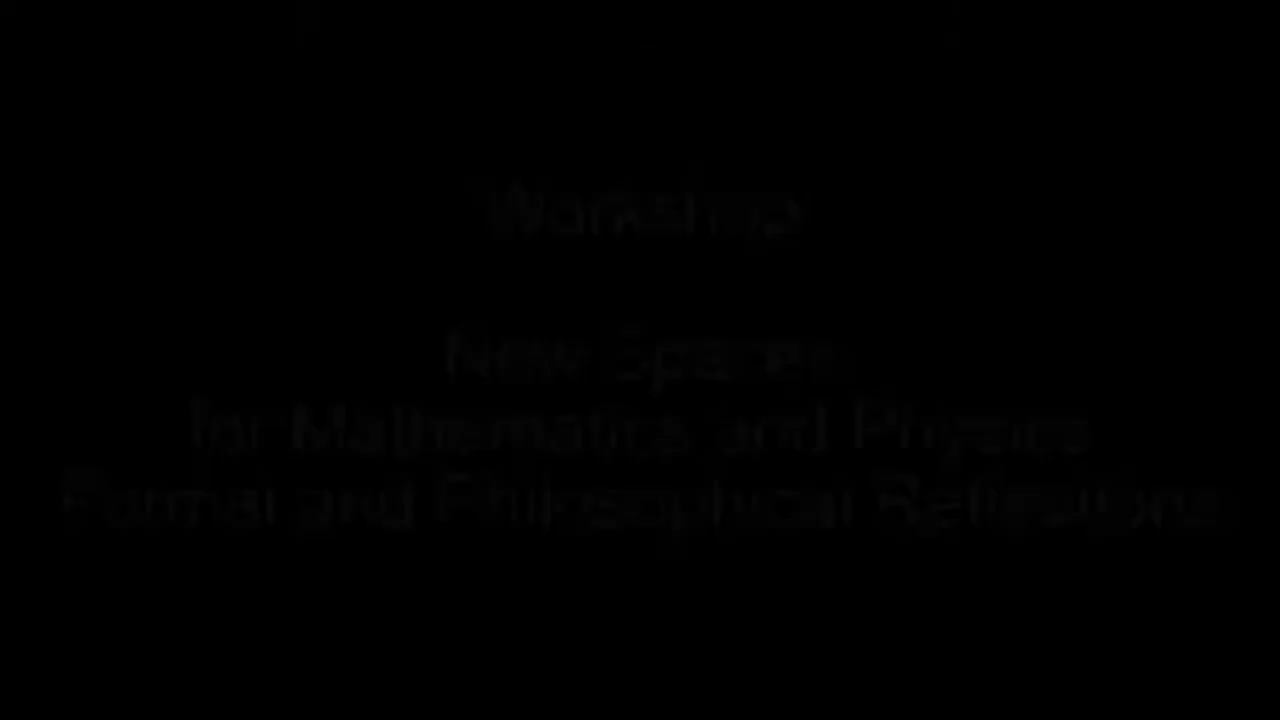 Workshop
New Spaces
for Mathematics and Physics
Formal and Philosophical Reflections